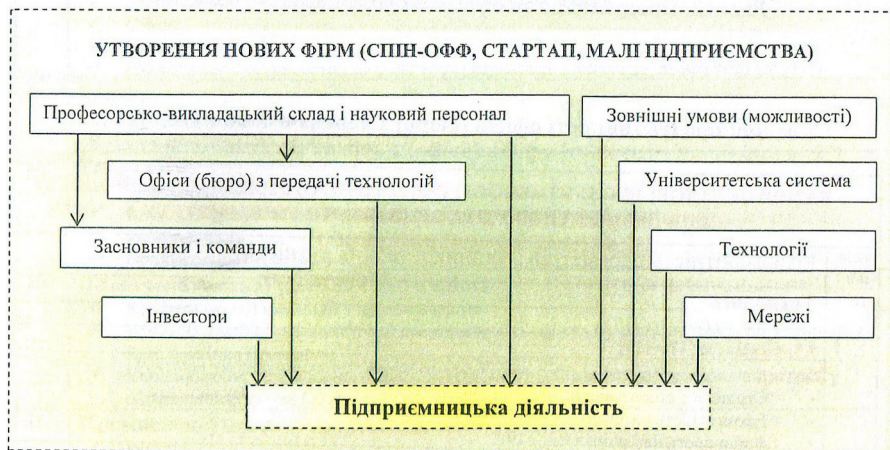 УТВОРЕННЯ НОВИХ ФІРМ (СПІН-ОФФ, СТАРТАП, МАЛІ ПІДПРИЄМСТВА)
Професорсько-викладацький склад і науковий персонал
Зовнішні умови (можливості)
Офіси (бюро) з передачі технологій
Університетська система
Засновники і команди
Технології
Інвестори
Мережі
Підприємницька діяльність